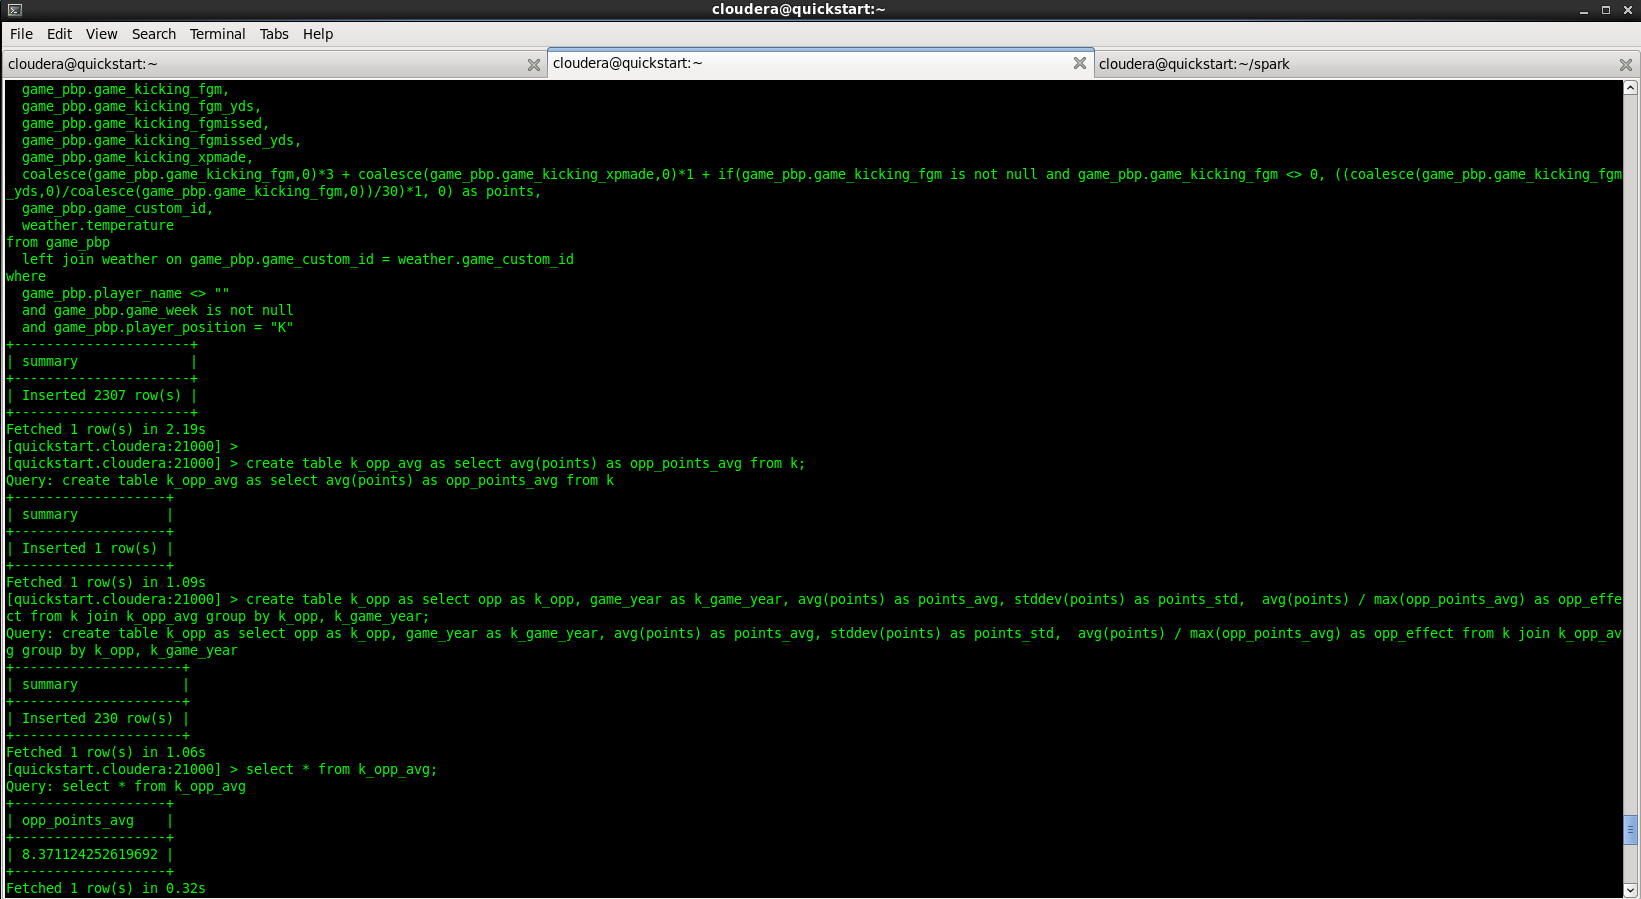 cloudera@quickstart:~
File Edit View Search Terminal Tabs Help
cloudera@quickstart:~ cloudera@quickstart:~ cloudera@quickstart:~/spark
  game_pbp.game_kicking_fgm,
  game_pbp.game_kicking_fgm_yds,
  game_pbp.game_kicking_fgmissed,
  game_pbp.game_kicking_fgmissed_yds,
  game_pbp.game_kicking_xpmade,
  coalesce(game_pbp.game_kicking_fgm,0)*3 + coalesce(game_pbp.game_kicking_xpmade,0)*1 + if(game_pbp.game_kicking_fgm is not null and game_pbp.game_kicking_fgm <> 0, ((coalesce(game_pbp.game_kicking_fgm
_yds,0)/coalesce(game_pbp.game_kicking_fgm,0))/30)*1, 0) as points,
  game_pbp.game_custom_id,
  weather.temperature
from game_pbp
  left join weather on game_pbp.game_custom_id = weather.game_custom_id
where
  game_pbp.player_name <> ""
  and game_pbp.game_week is not null
  and game_pbp.player_position = "K"
+----------------------+
| summary              |
+----------------------+
| Inserted 2307 row(s) |
+----------------------+
Fetched 1 row(s) in 2.19s
[quickstart.cloudera:21000] >
[quickstart.cloudera:21000] > create table k_opp_avg as select avg(points) as opp_points_avg from k;
Query: create table k_opp_avg as select avg(points) as opp_points_avg from k
+-------------------+
| summary           |
+-------------------+
| Inserted 1 row(s) |
+-------------------+
Fetched 1 row(s) in 1.09s
[quickstart.cloudera:21000] > create table k_opp as select opp as k_opp, game_year as k_game_year, avg(points) as points_avg, stddev(points) as points_std,  avg(points) / max(opp_points_avg) as opp_effe
ct from k join k_opp_avg group by k_opp, k_game_year;
Query: create table k_opp as select opp as k_opp, game_year as k_game_year, avg(points) as points_avg, stddev(points) as points_std,  avg(points) / max(opp_points_avg) as opp_effect from k join k_opp_av
g group by k_opp, k_game_year
+---------------------+
| summary             |
+---------------------+
| Inserted 230 row(s) |
+---------------------+
Fetched 1 row(s) in 1.06s
[quickstart.cloudera:21000] > select * from k_opp_avg;
Query: select * from k_opp_avg
+-------------------+
| opp_points_avg    |
+-------------------+
| 8.371124252619692 |
+-------------------+
Fetched 1 row(s) in 0.32s